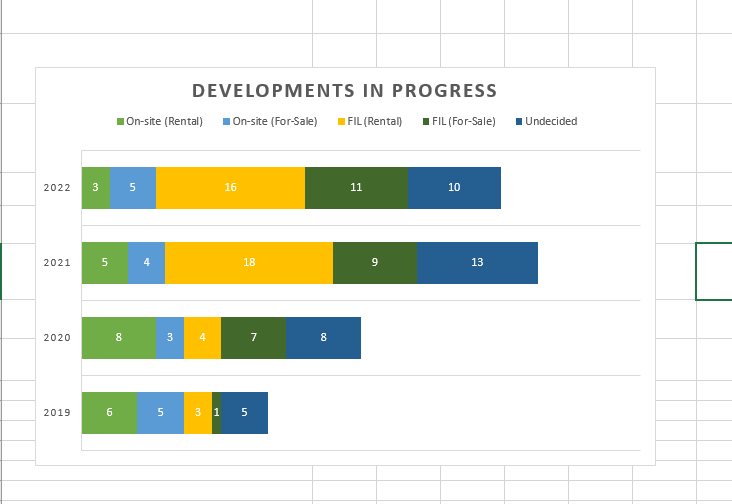 DEVELOPMENTS IN PROGRESS
On-site (Rental) On-site (For-Sale) FIL (Rental) FIL (For-Sale) Undecided
2022 3 5 16 11 10
2021 5 4 18 9 13
2020 8 3 4 7 8
2019 6 5 3 1 5